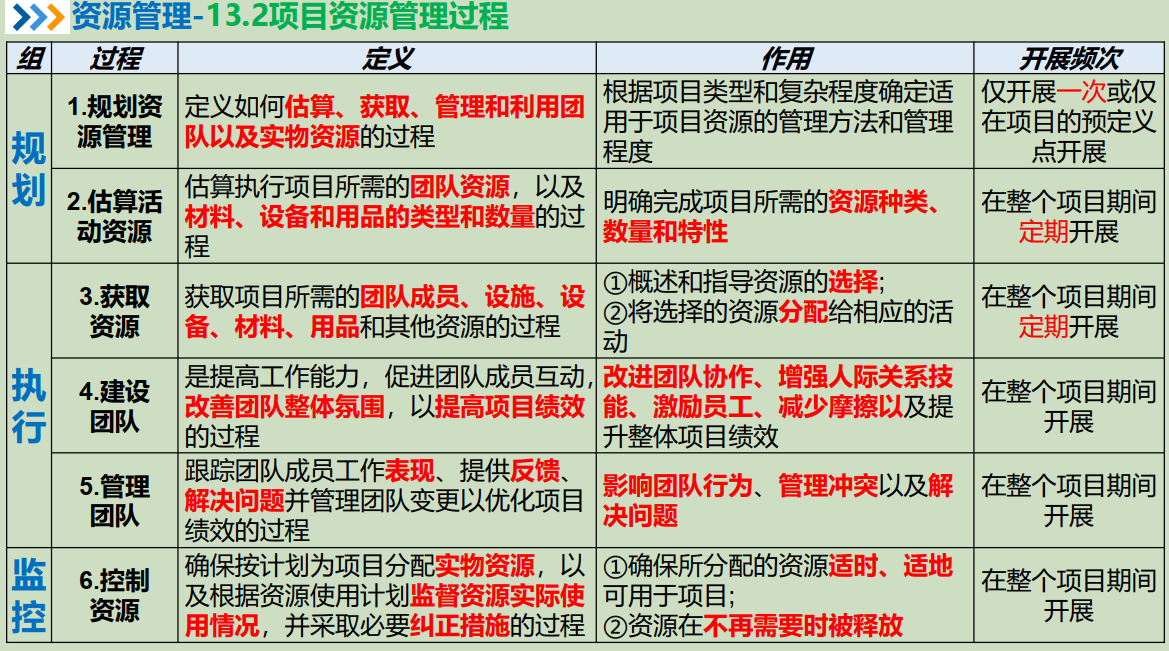 资源管理-13.2项目资源管理过程
组 过程 定义 作用 开展频次
规划
1.规划资
源管理
定义如何估算、获取、管理和利用团
队以及实物资源的过程
根据项目类型和复杂程度确定适
用于项目资源的管理方法和管理
程度
仅开展一次或仅
在项目的预定义
点开展
2.估算活
动资源
估算执行项目所需的团队资源，以及
材料、设备和用品的类型和数量的过
程
明确完成项目所需的资源种类、
数量和特性
在整个项目期间
定期开展
执行
3.获取
资源
获取项目所需的团队成员、设施、设
备、材料、用品和其他资源的过程
①概述和指导资源的选择;
②将选择的资源分配给相应的活
动
在整个项目期间
定期开展
4.建设
团队
是提高工作能力，促进团队成员互动，
改善团队整体氛围，以提高项目绩效
的过程
改进团队协作、增强人际关系技
能、激励员工、减少摩擦以及提
升整体项目绩效
在整个项目期间
开展
5.管理
团队
跟踪团队成员工作表现、提供反馈、
解决问题并管理团队变更以优化项目
绩效的过程
影响团队行为、管理冲突以及解
决问题
在整个项目期间
开展
监控
6.控制
资源
确保按计划为项目分配实物资源，以
及根据资源使用计划监督资源实际使
用情况，并采取必要纠正措施的过程
①确保所分配的资源适时、适地
可用于项目;
②资源在不再需要时被释放
在整个项目期间
开展